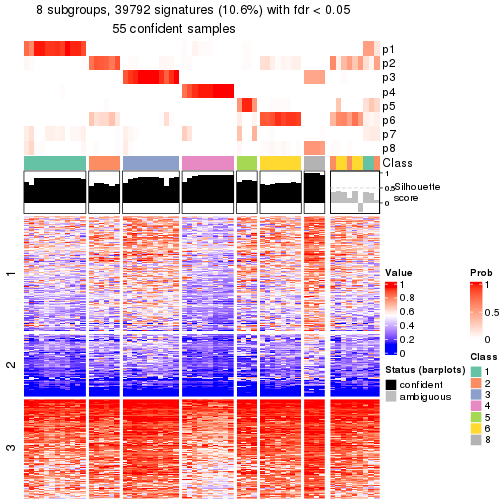 8 subgroups, 39792 signatures (10.6%) with fdr < 0.05
55 confident samples
p1
p2
p3
p4
p5
p6
p7
p8
Class
1
0.5
0
Silhouette
score
1
2
3
Value
1
0.8
0.6
0.4
0.2
0
Status (barplots)
confident
ambiguous
Prob
1
0.5
0
Class
1
2
3
4
5
6
8